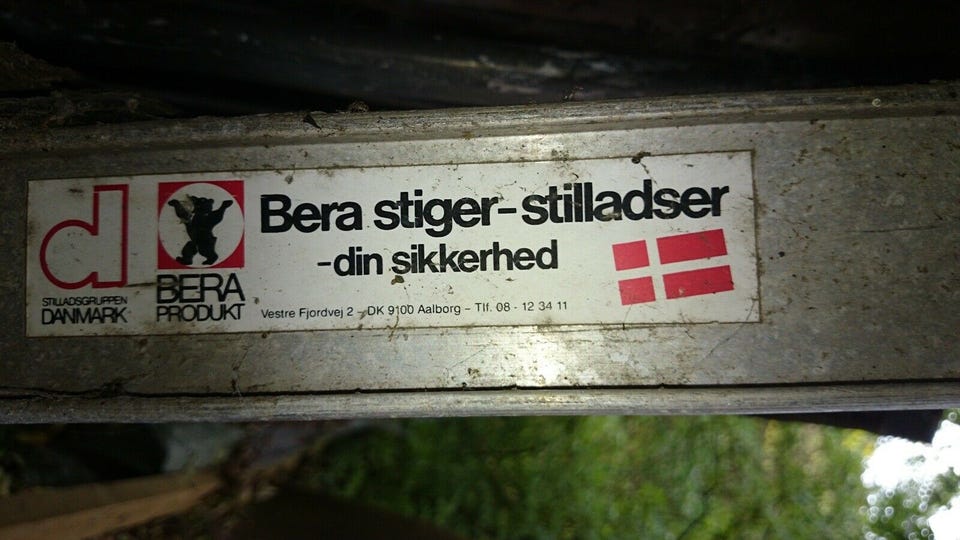 d
STILLADSGRUPPEN
DANMARK
BERA
PRODUKT
Bera stiger-stilladser
-din sikkerhed
Vestre Fjordvej 2 - DK 9100 Aalborg - Tlf. 08 - 12 34 11